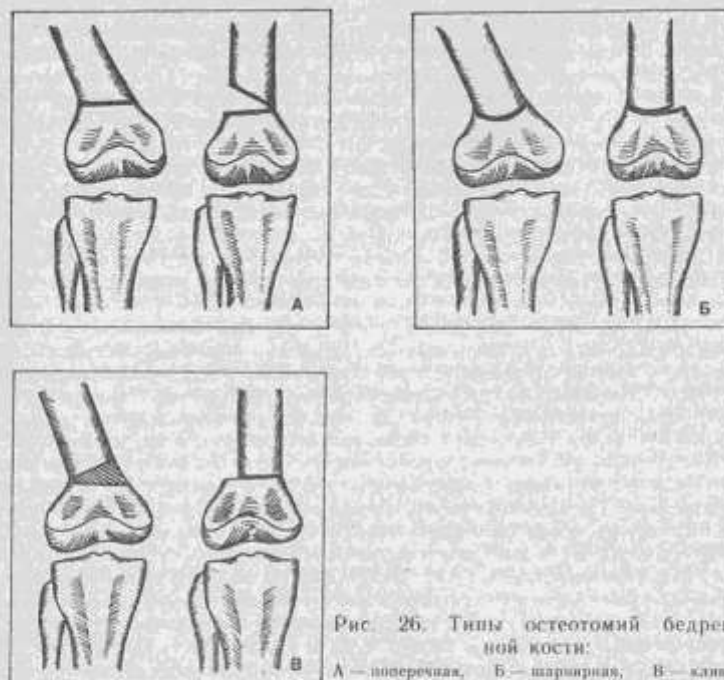 А
Б
В
Рис. 26. Типы остеотомий бедрен
ной кости:
А — поперечная, Б — шарнирная, В — клин